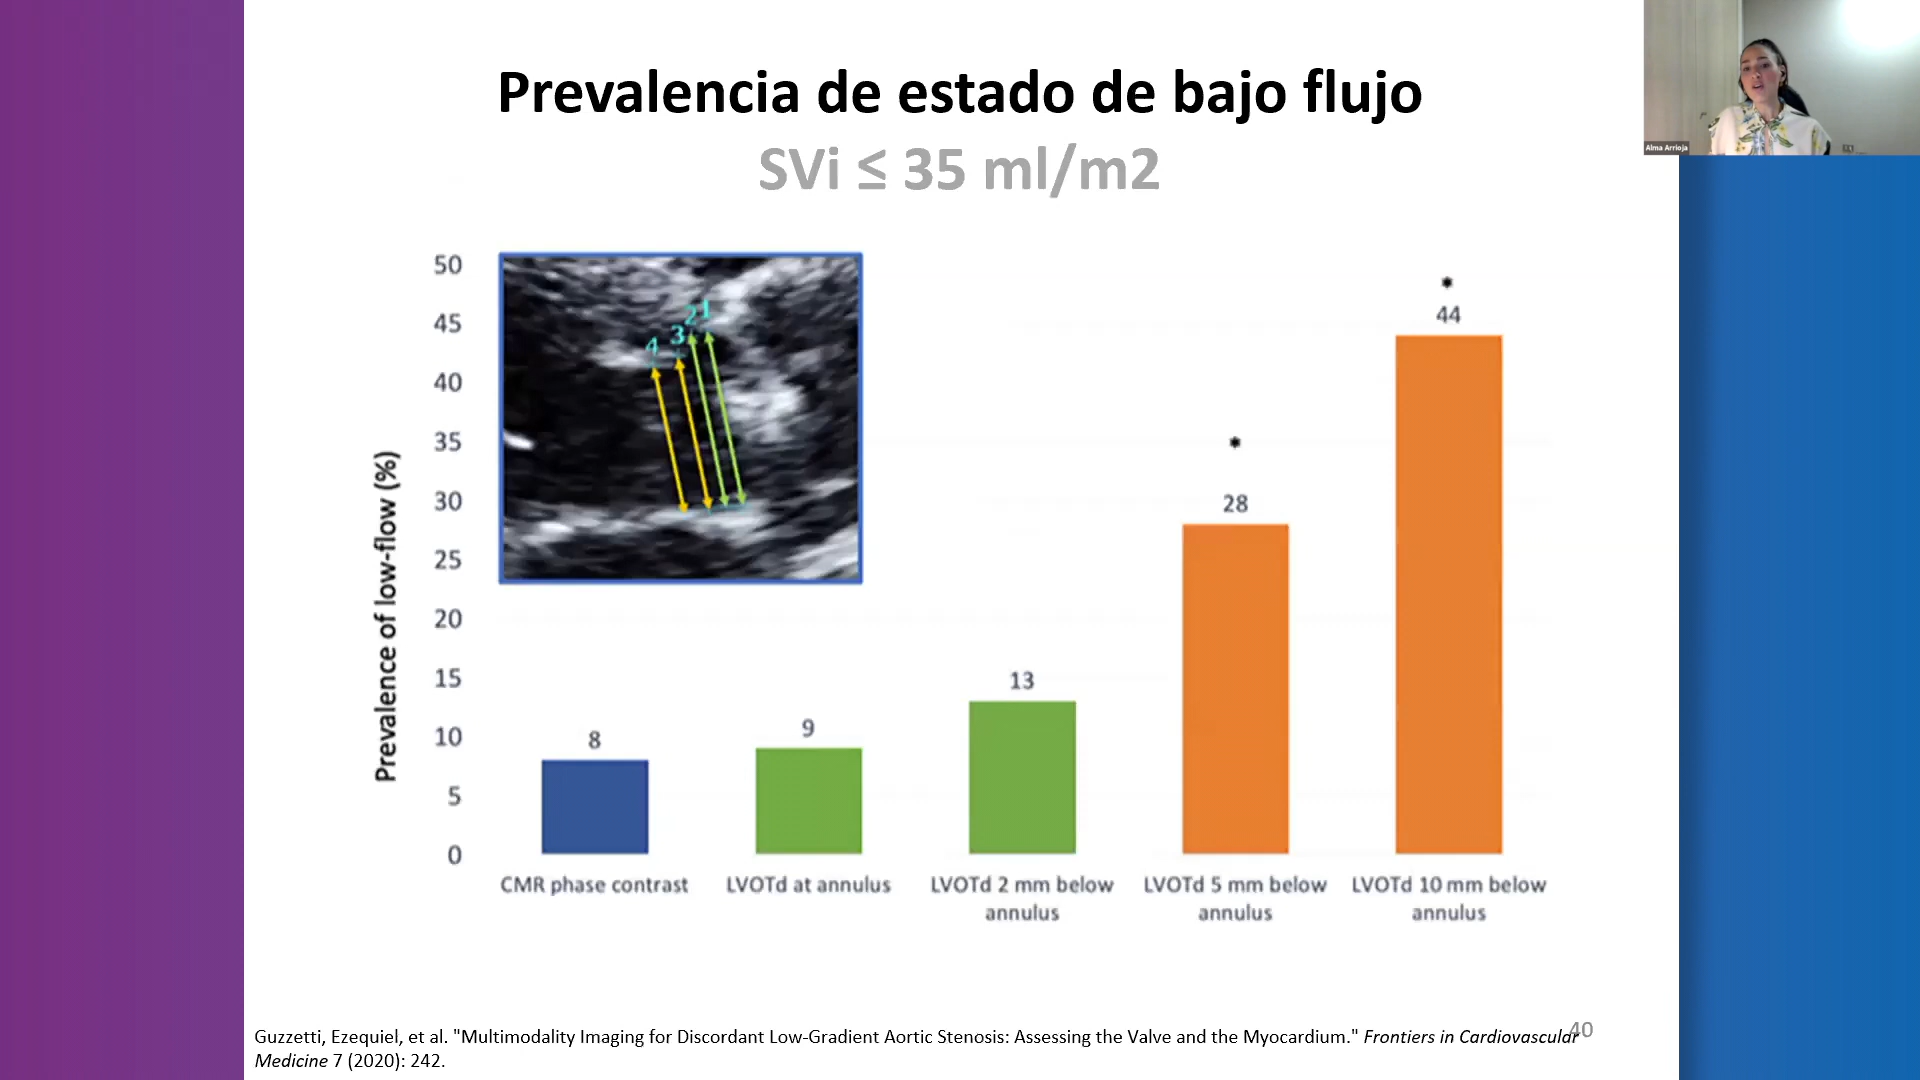 Prevalencia de estado de bajo flujo
SVi ≤ 35 ml/m2
Alma Arrioja
50
45
40
35
30
25
20
15
10
5
0
Prevalence of low-flow (%)
4 3 2 1
8
9
13
*
28
*
44
CMR phase contrast
LVOTd at annulus
LVOTd 2 mm below
annulus
LVOTd 5 mm below
annulus
LVOTd 10 mm below
annulus
Guzzetti, Ezequiel, et al. "Multimodality Imaging for Discordant Low-Gradient Aortic Stenosis: Assessing the Valve and the Myocardium." Frontiers in Cardiovascular
Medicine 7 (2020): 242.
40